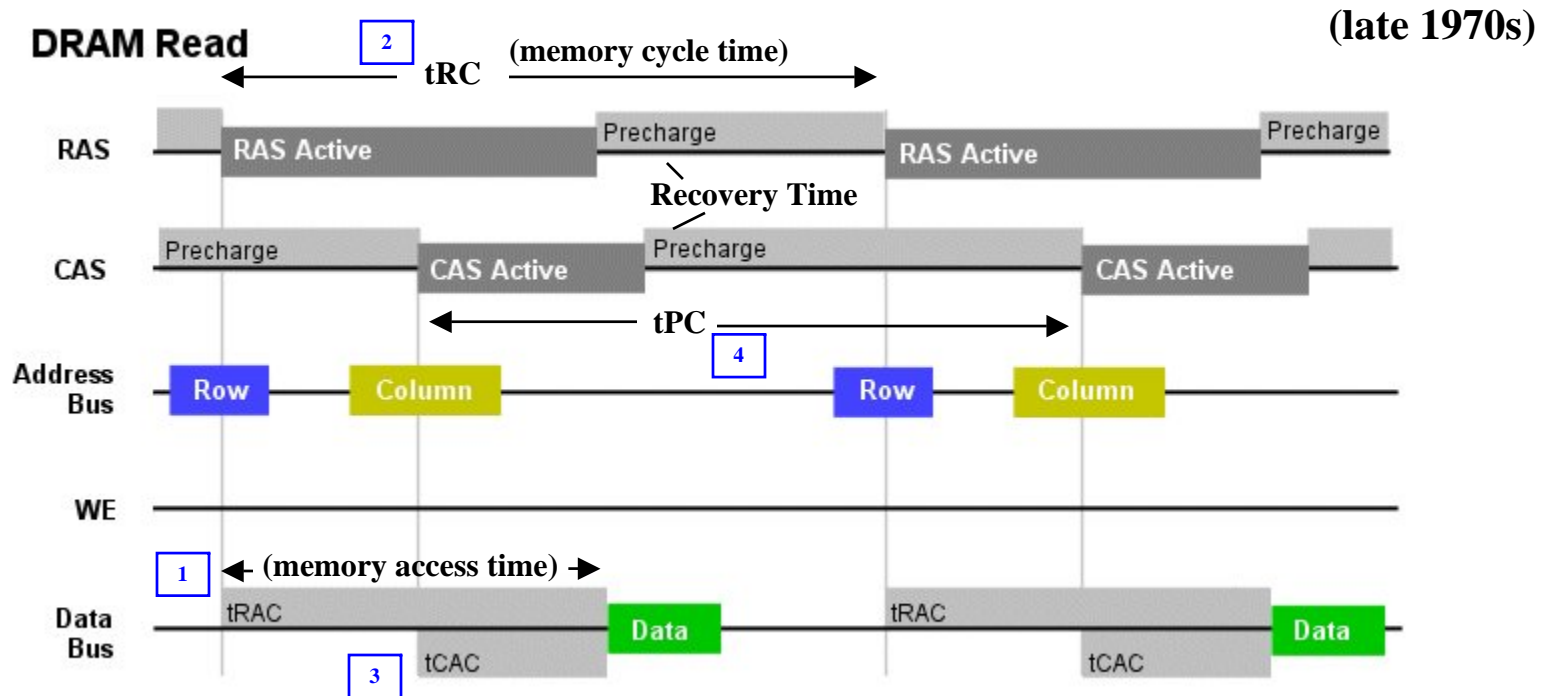 (late 1970s)
DRAM Read
2
(memory cycle time)
tRC
RAS
RAS Active
Precharge
RAS Active
Precharge
Recovery Time
CAS
Precharge
CAS Active
Precharge
CAS Active
tPC
4
Address
Bus
Row
Column
Row
Column
WE
1
(memory access time)
Data
Bus
tRAC
Data
tRAC
Data
3
tCAC
tCAC